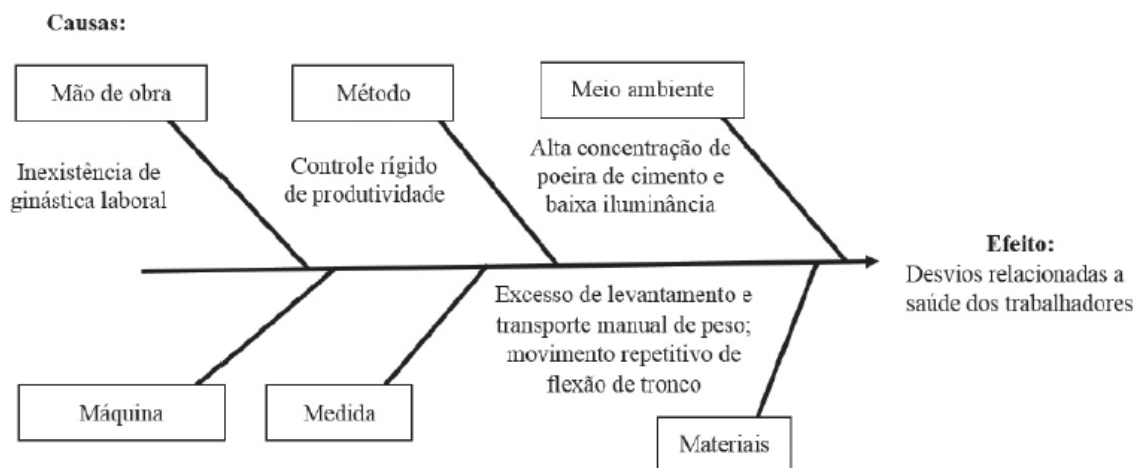 Causas:
Mão de obra
Método
Meio ambiente
Inexistência de
ginástica laboral
Controle rígido
de produtividade
Alta concentração de
poeira de cimento e
baixa iluminância
Efeito:
Desvios relacionadas a
saúde dos trabalhadores
Excesso de levantamento e
transporte manual de peso;
movimento repetitivo de
flexão de tronco
Máquina
Medida
Materiais